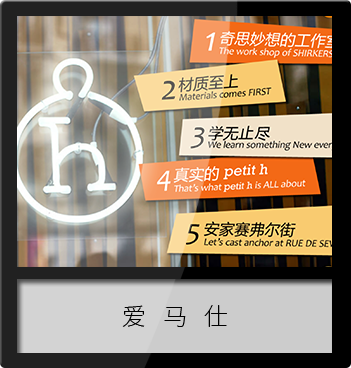 h
1 奇思妙想的工作室
The work shop of SHIRKERS
2 材质至上
Materials comes FIRST
3 学无止尽
We learn something New ever
4 真实的 petit h
That's what petit h is ALL about
5 安家赛弗尔街
Let's cast anchor at RUE DE SEV
爱马仕